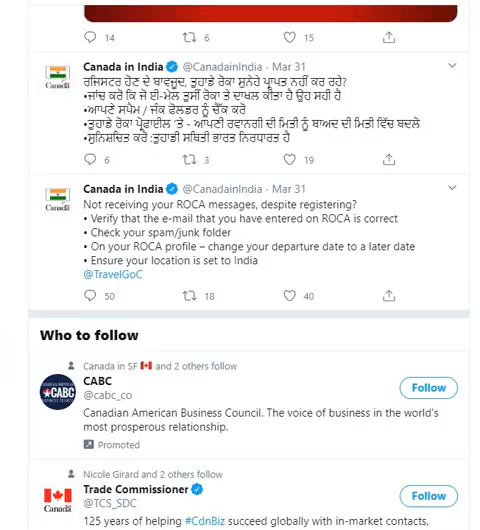 14 6 15
Canada in India @CanadainIndia · Mar 31
ਰਜਿਸਟਰ ਹੋਣ ਦੇ ਬਾਵਜੂਦ, ਤੁਹਾਡੇ ਰੋਕਾ ਸੁਨੇਹੇ ਪ੍ਰਾਪਤ ਨਹੀਂ ਕਰ ਰਹੇ?
•ਜਾਂਚ ਕਰੋ ਕਿ ਜੋ ਈ-ਮੇਲ ਤੁਸੀਂ ਰੋਕਾ ਤੇ ਦਾਖਲ ਕੀਤਾ ਹੈ ਉਹ ਸਹੀ ਹੈ
•ਆਪਣੇ ਸਪੈਮ / ਜੰਕ ਫੋਲਡਰ ਨੂੰ ਚੈੱਕ ਕਰੋ
•ਤੁਹਾਡੇ ਰੋਕਾ ਪ੍ਰੋਫਾਈਲ 'ਤੇ - ਆਪਣੀ ਰਵਾਨਗੀ ਦੀ ਮਿਤੀ ਨੂੰ ਬਾਅਦ ਦੀ ਮਿਤੀ ਵਿੱਚ ਬਦਲੋ
•ਸੁਨਿਸ਼ਚਿਤ ਕਰੋ :ਤੁਹਾਡੀ ਸਥਿਤੀ ਭਾਰਤ ਨਿਰਧਾਰਤ ਹੈ
Canada
6 3 19
Canada in India @CanadainIndia · Mar 31
Not receiving your ROCA messages, despite registering?
• Verify that the e-mail that you have entered on ROCA is correct
• Check your spam/junk folder
• On your ROCA profile – change your departure date to a later date
• Ensure your location is set to India
@TravelGoC
Canada
50 18 40
Who to follow
Canada in SF and 2 others follow
CABC
@cabc_co
Follow
CABC
Canadian American Business Council. The voice of business in the world's
most prosperous relationship.
Promoted
Nicole Girard and 2 others follow
Trade Commissioner
@TCS_SDC
Follow
Canada
125 years of helping #CdnBiz succeed globally with in-market contacts,